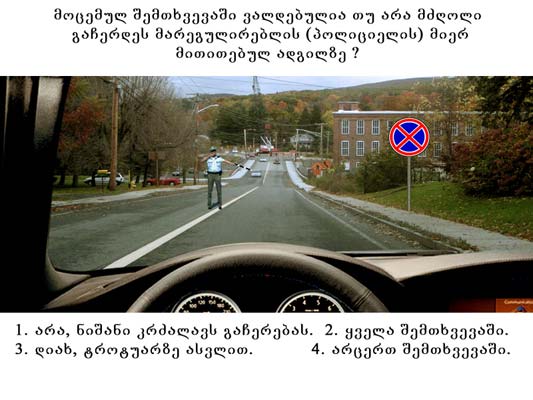 მოცემულ შემთხვევაში ვალდებულია თუ არა მძღოლი
გაჩერდეს მარეგულირებლის (პოლიციელის) მიერ
მითითებულ ადგილზე ?
1. არა, ნიშანი კრძალავს გაჩერებას. 2. ყველა შემთხვევაში.
3. დიახ, ტროტუარზე ასვლით. 4. არცერთ შემთხვევაში.